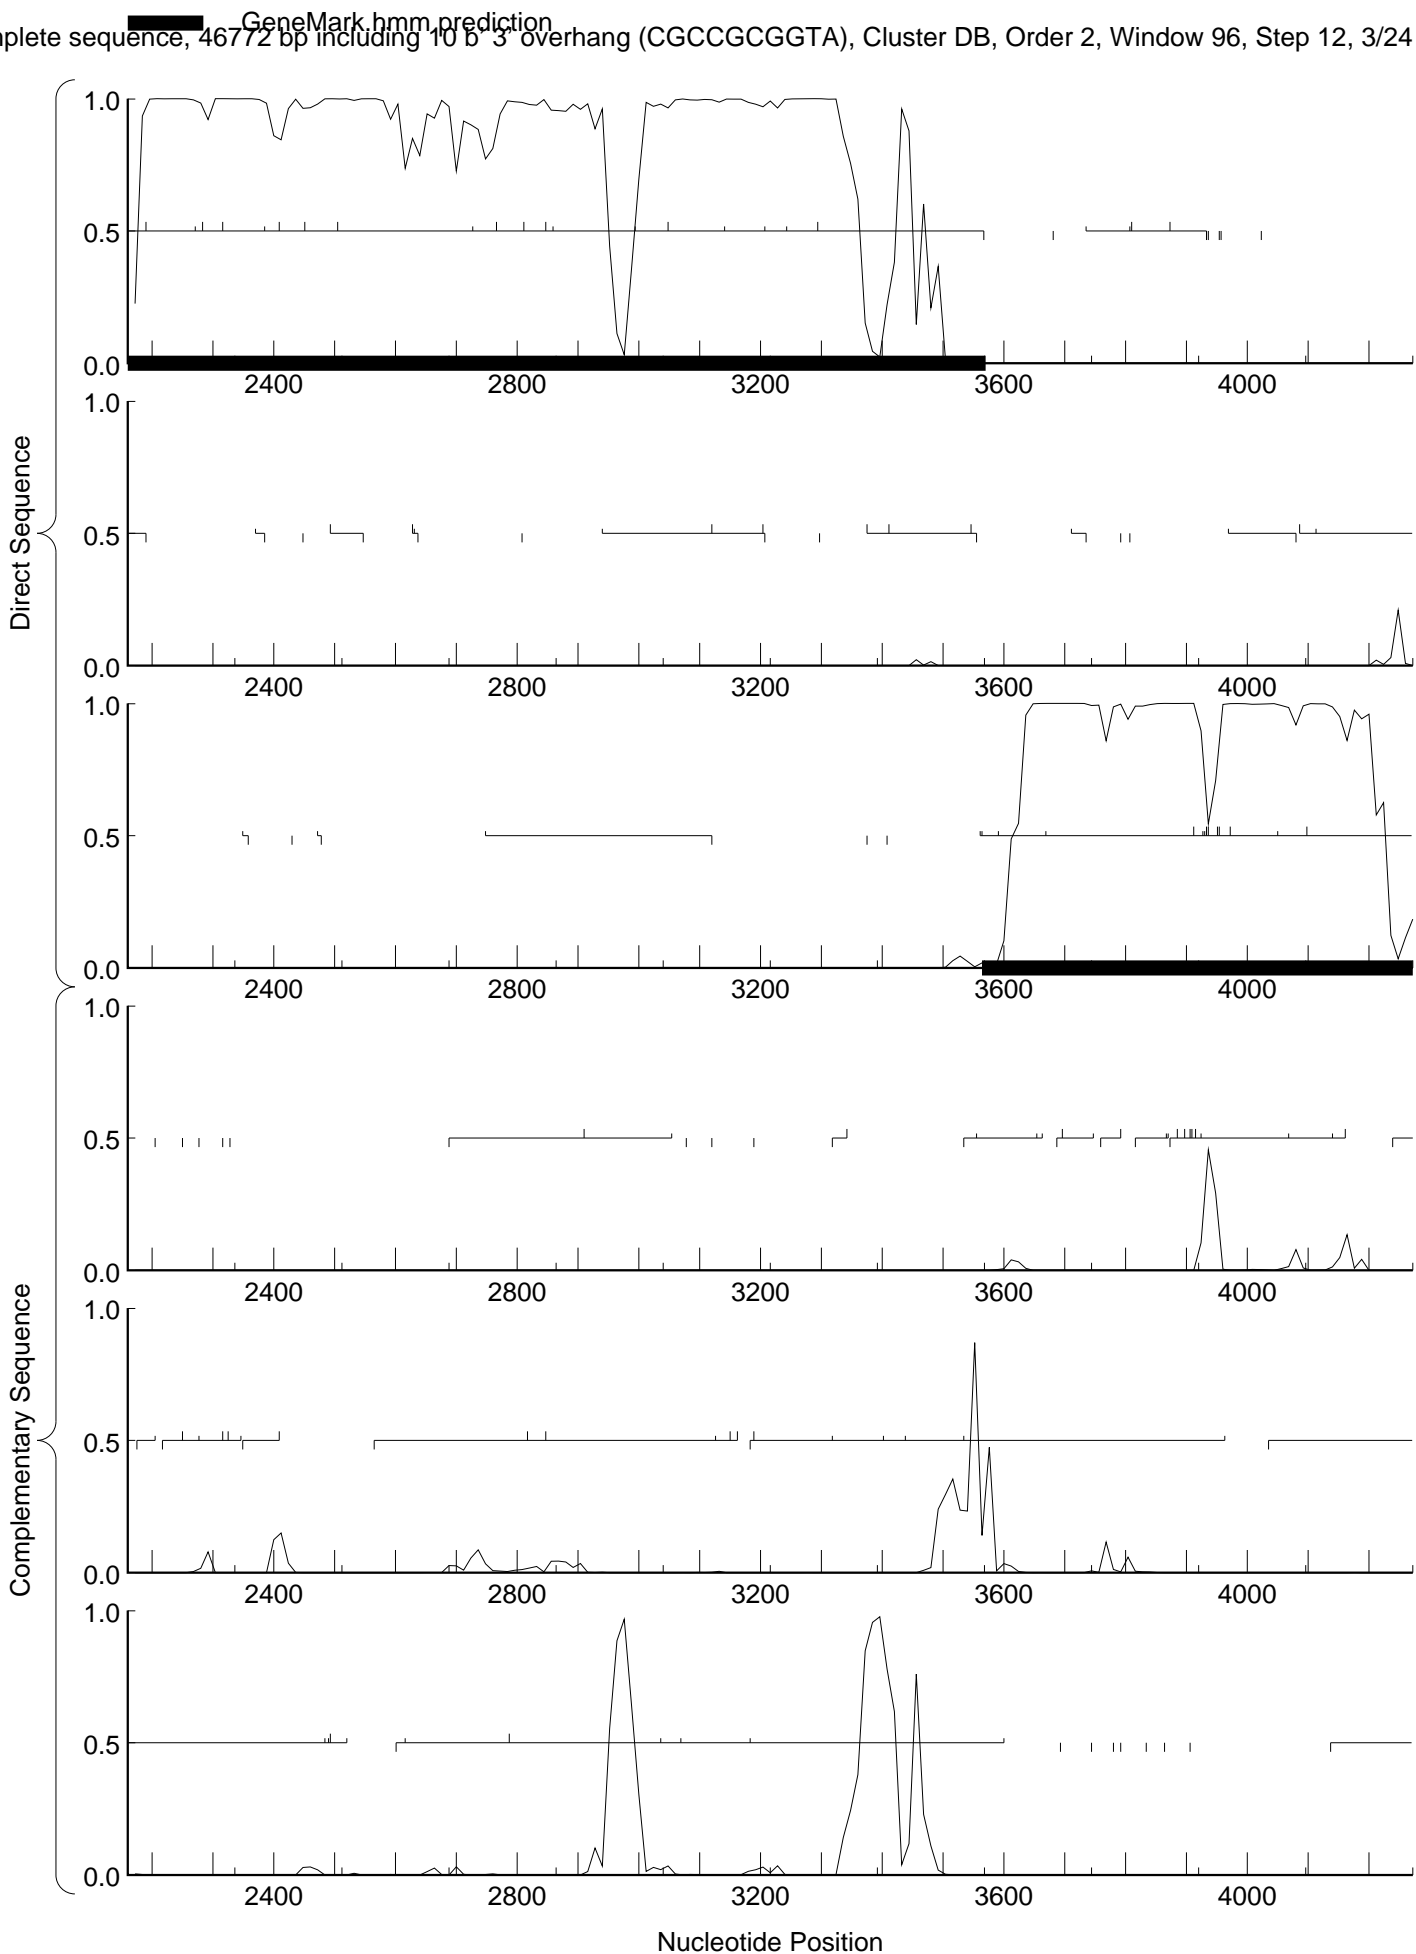 GeneMark.hmm prediction
mplete sequence, 46772 bp including 10 b' 3' overhang (CGCCGCGGTA), Cluster DB, Order 2, Window 96, Step 12, 3/24
1.0
0.5
0.0
2400 2800 3200 3600 4000
1.0
0.5
0.0
2400 2800 3200 3600 4000
1.0
0.5
0.0
2400 2800 3200 3600 4000
Direct Sequence
1.0
0.5
0.0
2400 2800 3200 3600 4000
1.0
0.5
0.0
2400 2800 3200 3600 4000
1.0
0.5
0.0
2400 2800 3200 3600 4000
Complementary Sequence
Nucleotide Position